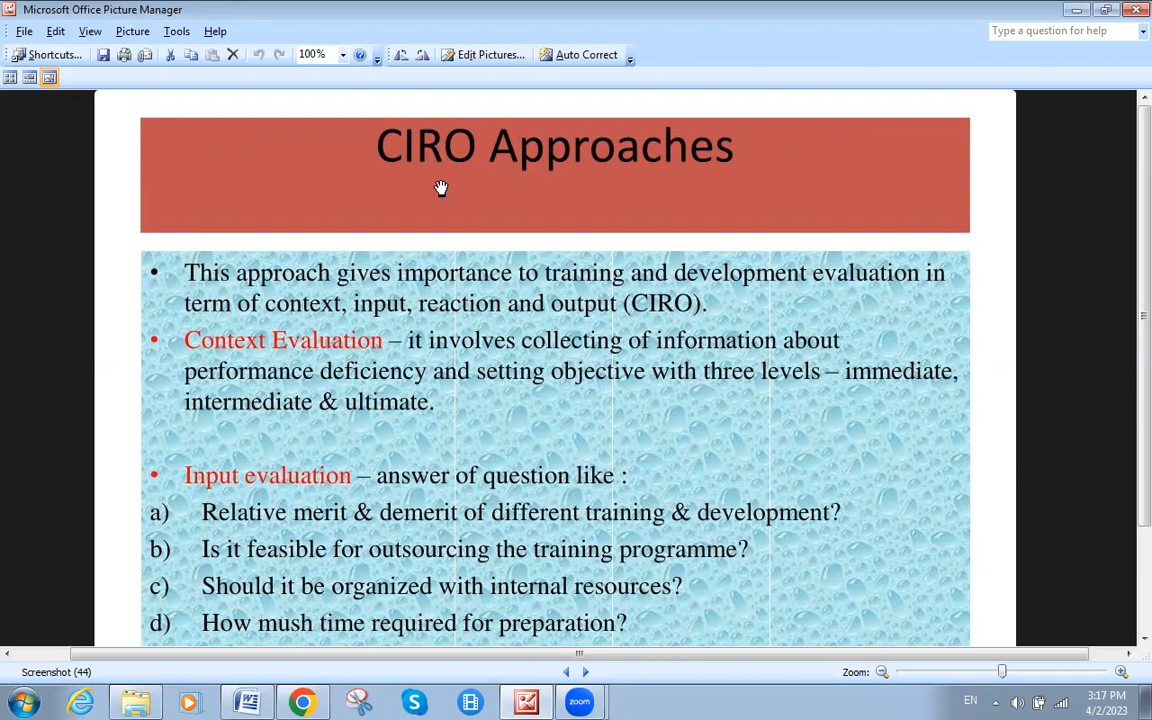 Microsoft Office Picture Manager
File Edit View Picture Tools Help
Type a question for help
Shortcuts... 100% Edit Pictures... Auto Correct
CIRO Approaches
• This approach gives importance to training and development evaluation in
term of context, input, reaction and output (CIRO).
• Context Evaluation – it involves collecting of information about
performance deficiency and setting objective with three levels – immediate,
intermediate & ultimate.
• Input evaluation – answer of question like :
a) Relative merit & demerit of different training & development?
b) Is it feasible for outsourcing the training programme?
c) Should it be organized with internal resources?
d) How mush time required for preparation?
Screenshot (44)
Zoom:
zoom
EN
3:17 PM
4/2/2023